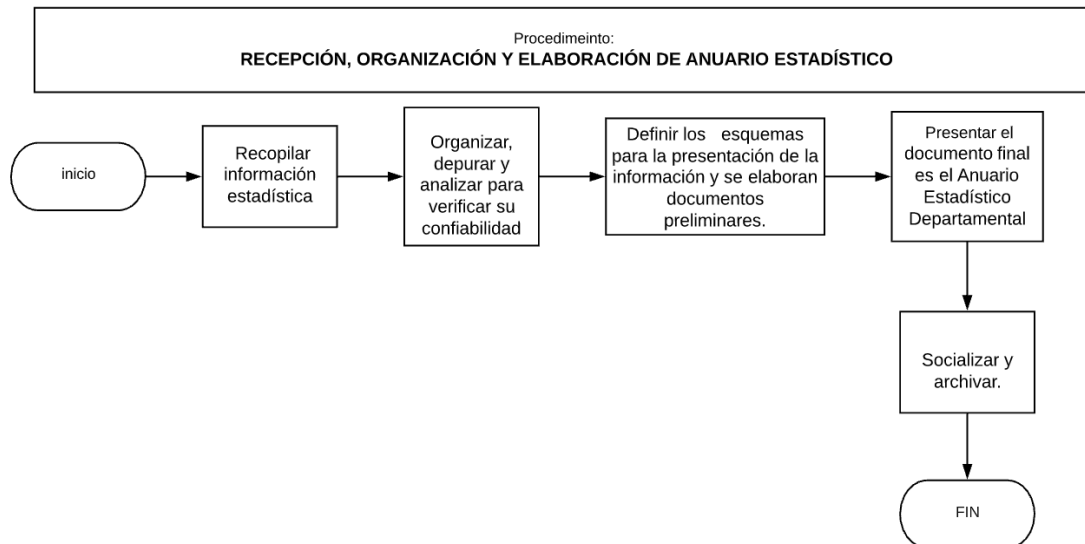 Procedimeinto:
RECEPCIÓN, ORGANIZACIÓN Y ELABORACIÓN DE ANUARIO ESTADÍSTICO
inicio
Recopilar
información
estadística
Organizar,
depurar y
analizar para
verificar su
confiabilidad
Definir los esquemas
para la presentación de la
información y se elaboran
documentos
preliminares.
Presentar el
documento final
es el Anuario
Estadístico
Departamental
Socializar y
archivar.
FIN